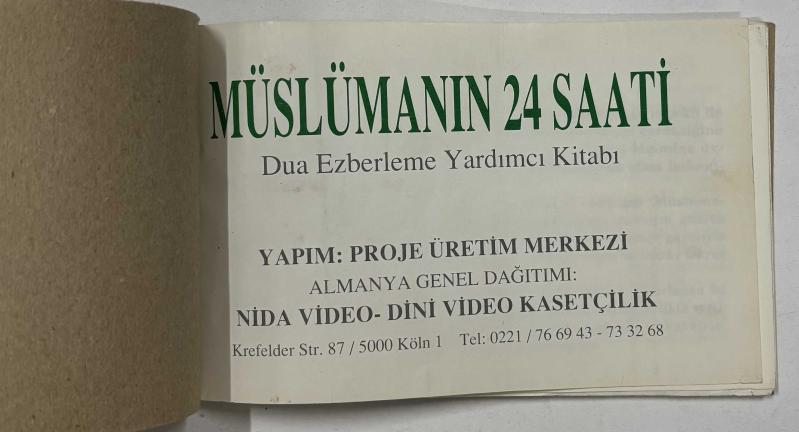 MÜSLÜMANIN 24 SAATİ
Dua Ezberleme Yardımcı Kitabı
YAPIM: PROJE ÜRETİM MERKEZİ
ALMANYA GENEL DAĞITIMI:
NİDA VİDEO- DİNİ VİDEO KASETÇİLİK
Krefelder Str. 87 / 5000 Köln 1 Tel: 0221 / 76 69 43 - 73 32 68